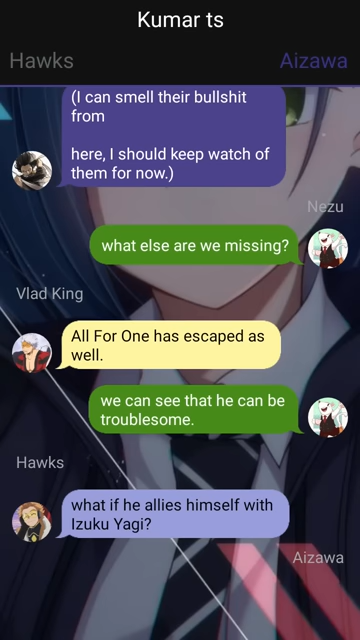 Kumar ts
Hawks
Aizawa
(I can smell their bullshit
from
here, I should keep watch of
them for now.)
Nezu
what else are we missing?
Vlad King
All For One has escaped as
well.
we can see that he can be
troublesome.
Hawks
what if he allies himself with
Izuku Yagi?
Aizawa